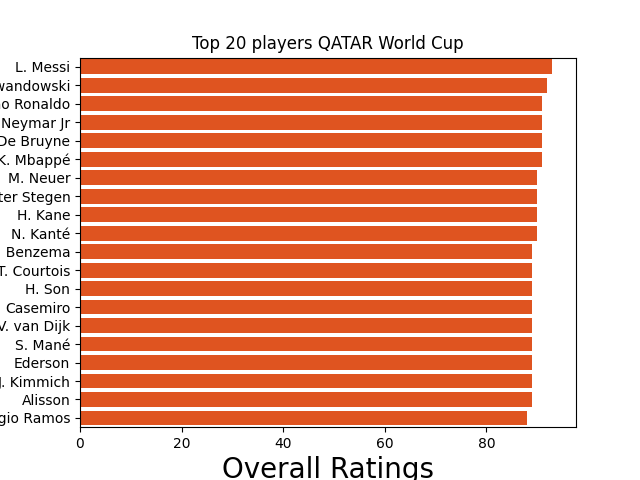 Top 20 players QATAR World Cup
L. Messi
wandowski
o Ronaldo
Neymar Jr
De Bruyne
K. Mbappé
M. Neuer
ter Stegen
H. Kane
N. Kanté
Benzema
T. Courtois
H. Son
Casemiro
V. van Dijk
S. Mané
Ederson
J. Kimmich
Alisson
gio Ramos
0 20 40 60 80
Overall Ratings